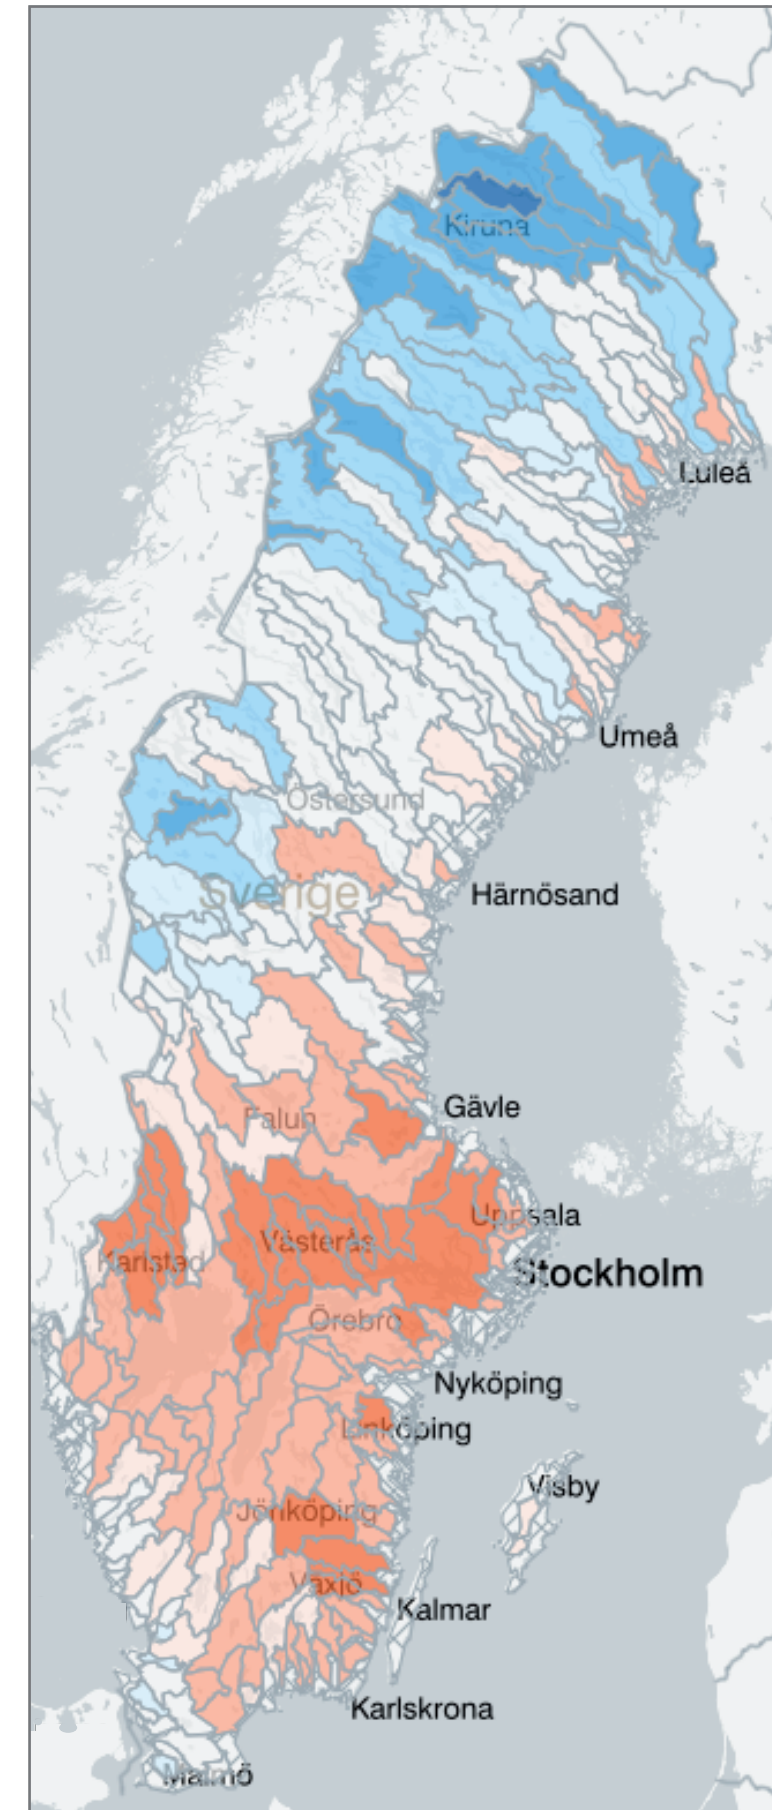 Kiruna
Luleå
Umeå
Östersund
Sverige
Härnösand
Gävle
Falun
Uppsala
Västerås
Karlstad
Stockholm
Örebro
Nyköping
Linköping
Visby
Jönköping
Växjö
Kalmar
Karlskrona
Malmö